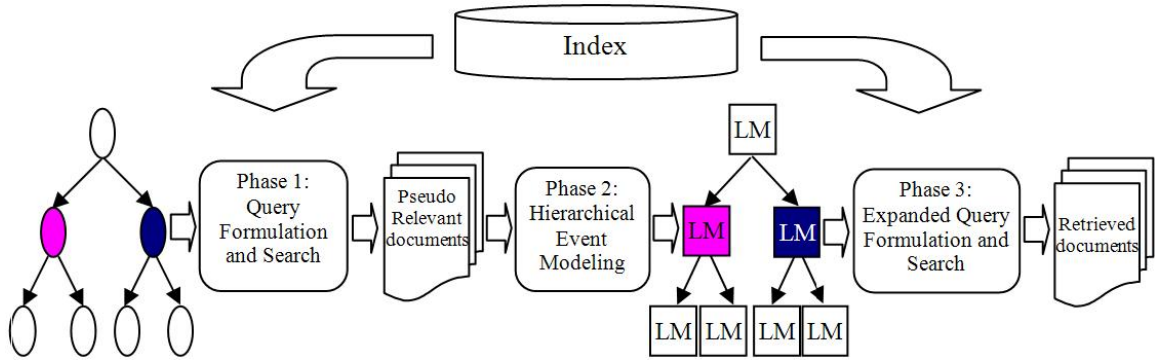 Index
Phase 1:
Query
Formulation
and Search
Pseudo
Relevant
documents
Phase 2:
Hierarchical
Event
Modeling
LM
LM
LM
LM
LM
LM
LM
Phase 3:
Expanded Query
Formulation and
Search
Retrieved
documents